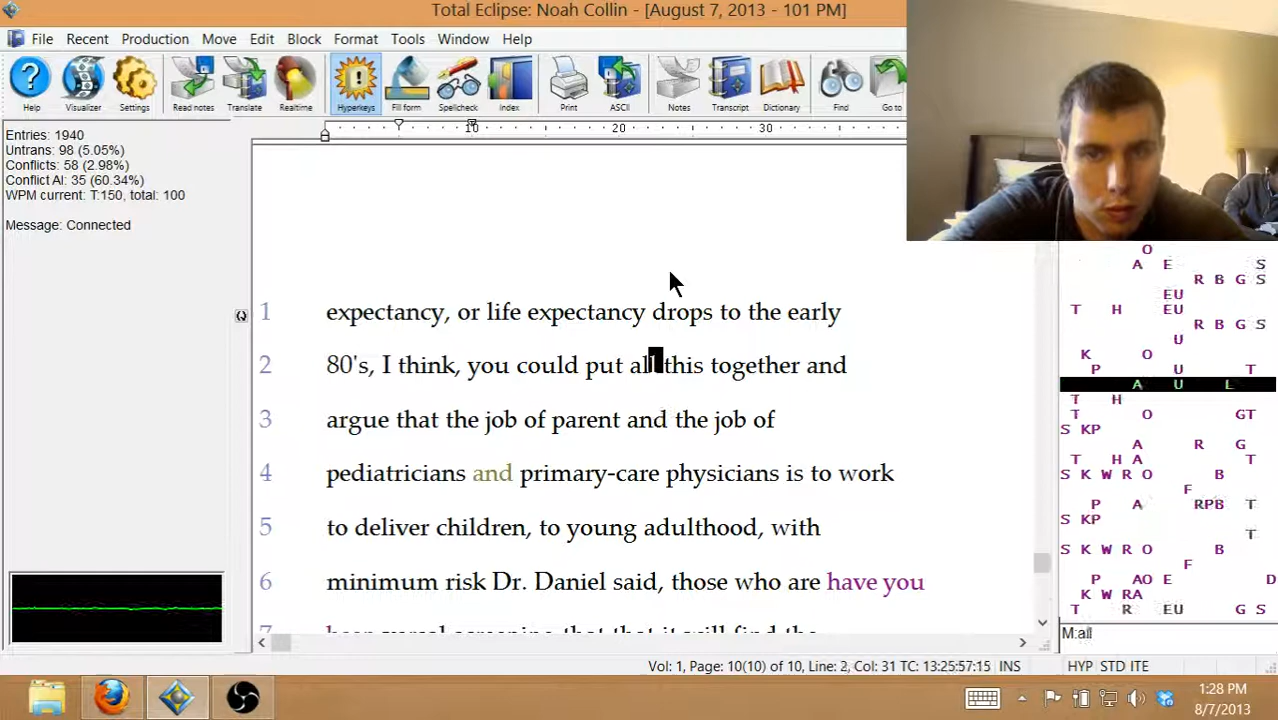 Total Eclipse: Noah Collin - [August 7, 2013 - 101 PM]
File Recent Production Move Edit Block Format Tools Window Help
Help Visualizer Settings Read notes Translate Realtime Hyperkeys Fill form Spellcheck Index Print ASCII Notes Transcript Dictionary Find Go to
Entries: 1940
Untrans: 98 (5.05%)
Conflicts: 58 (2.98%)
Conflict AI: 35 (60.34%)
WPM current: T:150, total: 100
Message: Connected
10 20 30
1 expectancy, or life expectancy drops to the early
2 80's, I think, you could put all this together and
3 argue that the job of parent and the job of
4 pediatricians and primary-care physicians is to work
5 to deliver children, to young adulthood, with
6 minimum risk Dr. Daniel said, those who are have you
O
A E S
R B G S
EU
T H EU
R B G S
U
K O
P U T
A U L
T H
T O G T
S K P
A R G
T H A T
S K W R O B
F
P A R P B T
S K P
T
S K W R O B
F
P A O E D
K W R A
T R E U G S
M:all
Vol: 1, Page: 10(10) of 10, Line: 2, Col: 31 TC: 13:25:57:15 INS HYP STD ITE
1:28 PM
8/7/2013